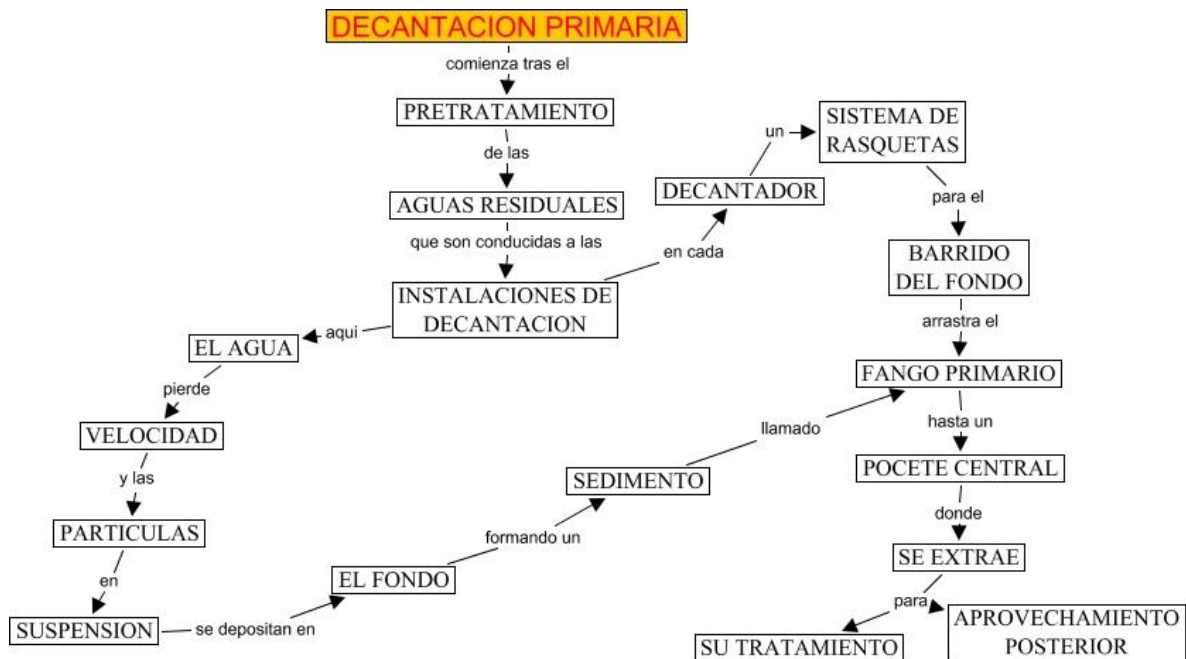 DECANTACION PRIMARIA
comienza tras el
PRETRATAMIENTO
de las
AGUAS RESIDUALES
que son conducidas a las
INSTALACIONES DE
DECANTACION
aqui
EL AGUA
pierde
VELOCIDAD
y las
PARTICULAS
en
SUSPENSION
se depositan en
EL FONDO
formando un
SEDIMENTO
llamado
en cada
DECANTADOR
un
SISTEMA DE
RASQUETAS
para el
BARRIDO
DEL FONDO
arrastra el
FANGO PRIMARIO
hasta un
POCETE CENTRAL
donde
SE EXTRAE
para
SU TRATAMIENTO
APROVECHAMIENTO
POSTERIOR